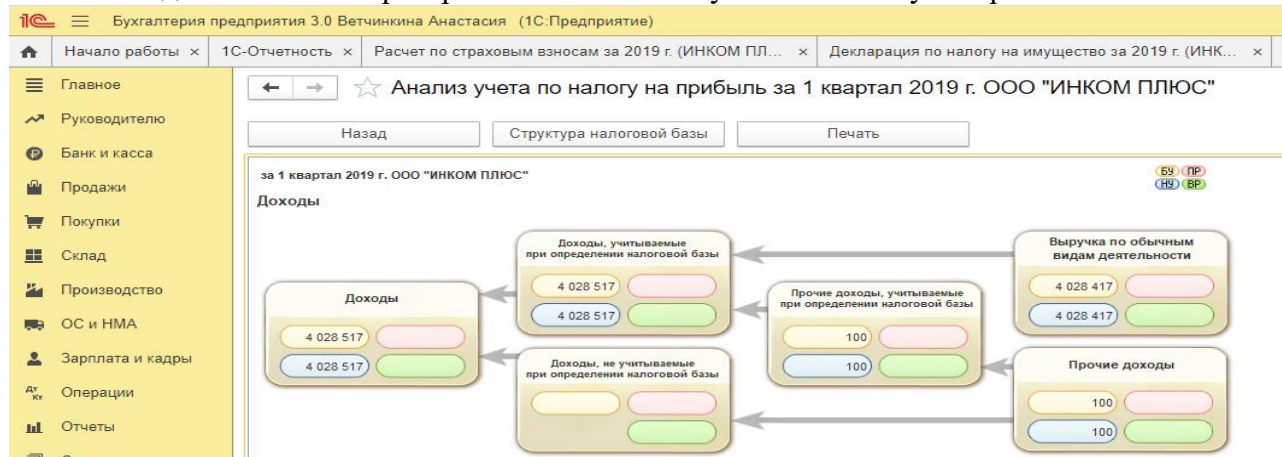 1С Бухгалтерия предприятия 3.0 Ветчинкина Анастасия (1С:Предприятие)
Начало работы × 1С-Отчетность × Расчет по страховым взносам за 2019 г. (ИНКОМ ПЛ... × Декларация по налогу на имущество за 2019 г. (ИНК... ×
Главное
Руководителю
Банк и касса
Продажи
Покупки
Склад
Производство
ОС и НМА
Зарплата и кадры
Дт Кт Операции
Отчеты
Анализ учета по налогу на прибыль за 1 квартал 2019 г. ООО "ИНКОМ ПЛЮС"
Назад Структура налоговой базы Печать
за 1 квартал 2019 г. ООО "ИНКОМ ПЛЮС"
БУ ПР
НУ ВР
Доходы
Доходы
4 028 517
4 028 517
Доходы, учитываемые
при определении налоговой базы
4 028 517
4 028 517
Доходы, не учитываемые
при определении налоговой базы
Прочие доходы, учитываемые
при определении налоговой базы
100
100
Выручка по обычным
видам деятельности
4 028 417
4 028 417
Прочие доходы
100
100